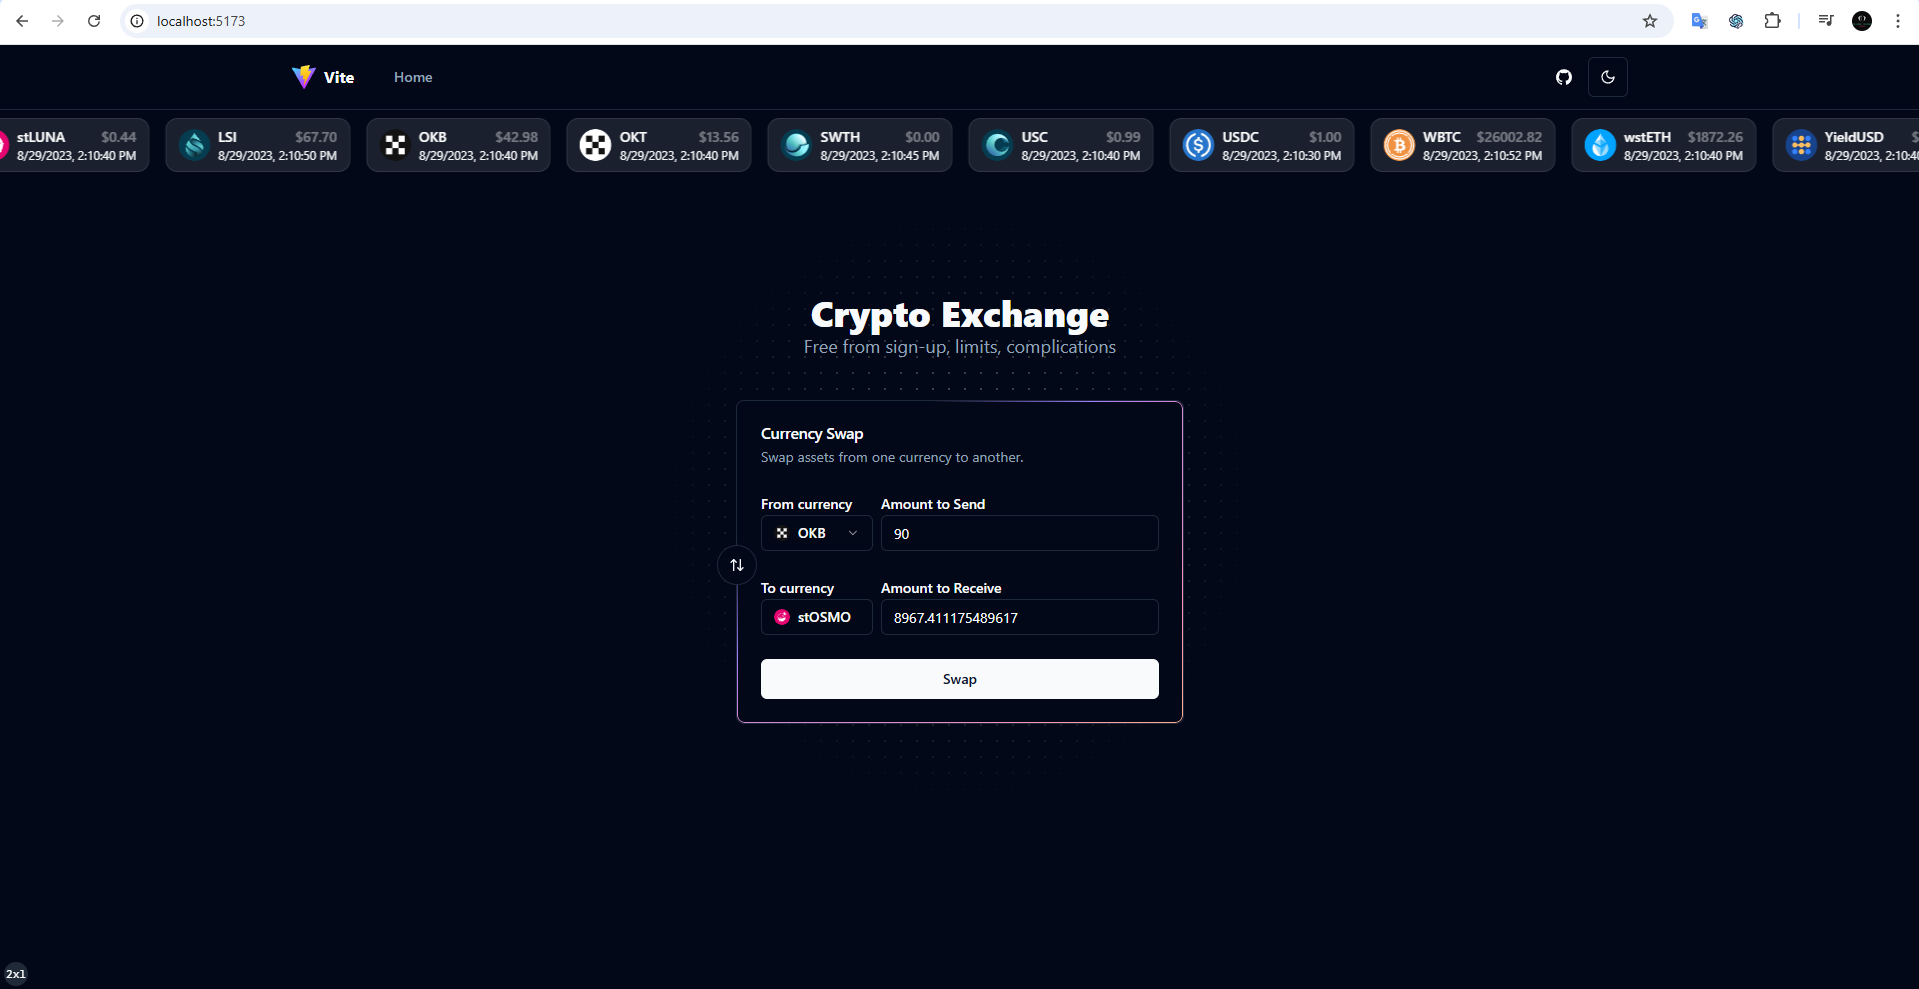 localhost:5173
Vite Home
stLUNA $0.44
8/29/2023, 2:10:40 PM
LSI $67.70
8/29/2023, 2:10:50 PM
OKB $42.98
8/29/2023, 2:10:40 PM
OKT $13.56
8/29/2023, 2:10:40 PM
SWTH $0.00
8/29/2023, 2:10:45 PM
USC $0.99
8/29/2023, 2:10:40 PM
USDC $1.00
8/29/2023, 2:10:30 PM
WBTC $26002.82
8/29/2023, 2:10:52 PM
wstETH $1872.26
8/29/2023, 2:10:40 PM
YieldUSD $
8/29/2023, 2:10:40
Crypto Exchange
Free from sign-up, limits, complications
Currency Swap
Swap assets from one currency to another.
From currency Amount to Send
OKB 90
To currency Amount to Receive
stOSMO 8967.411175489617
Swap
2x1